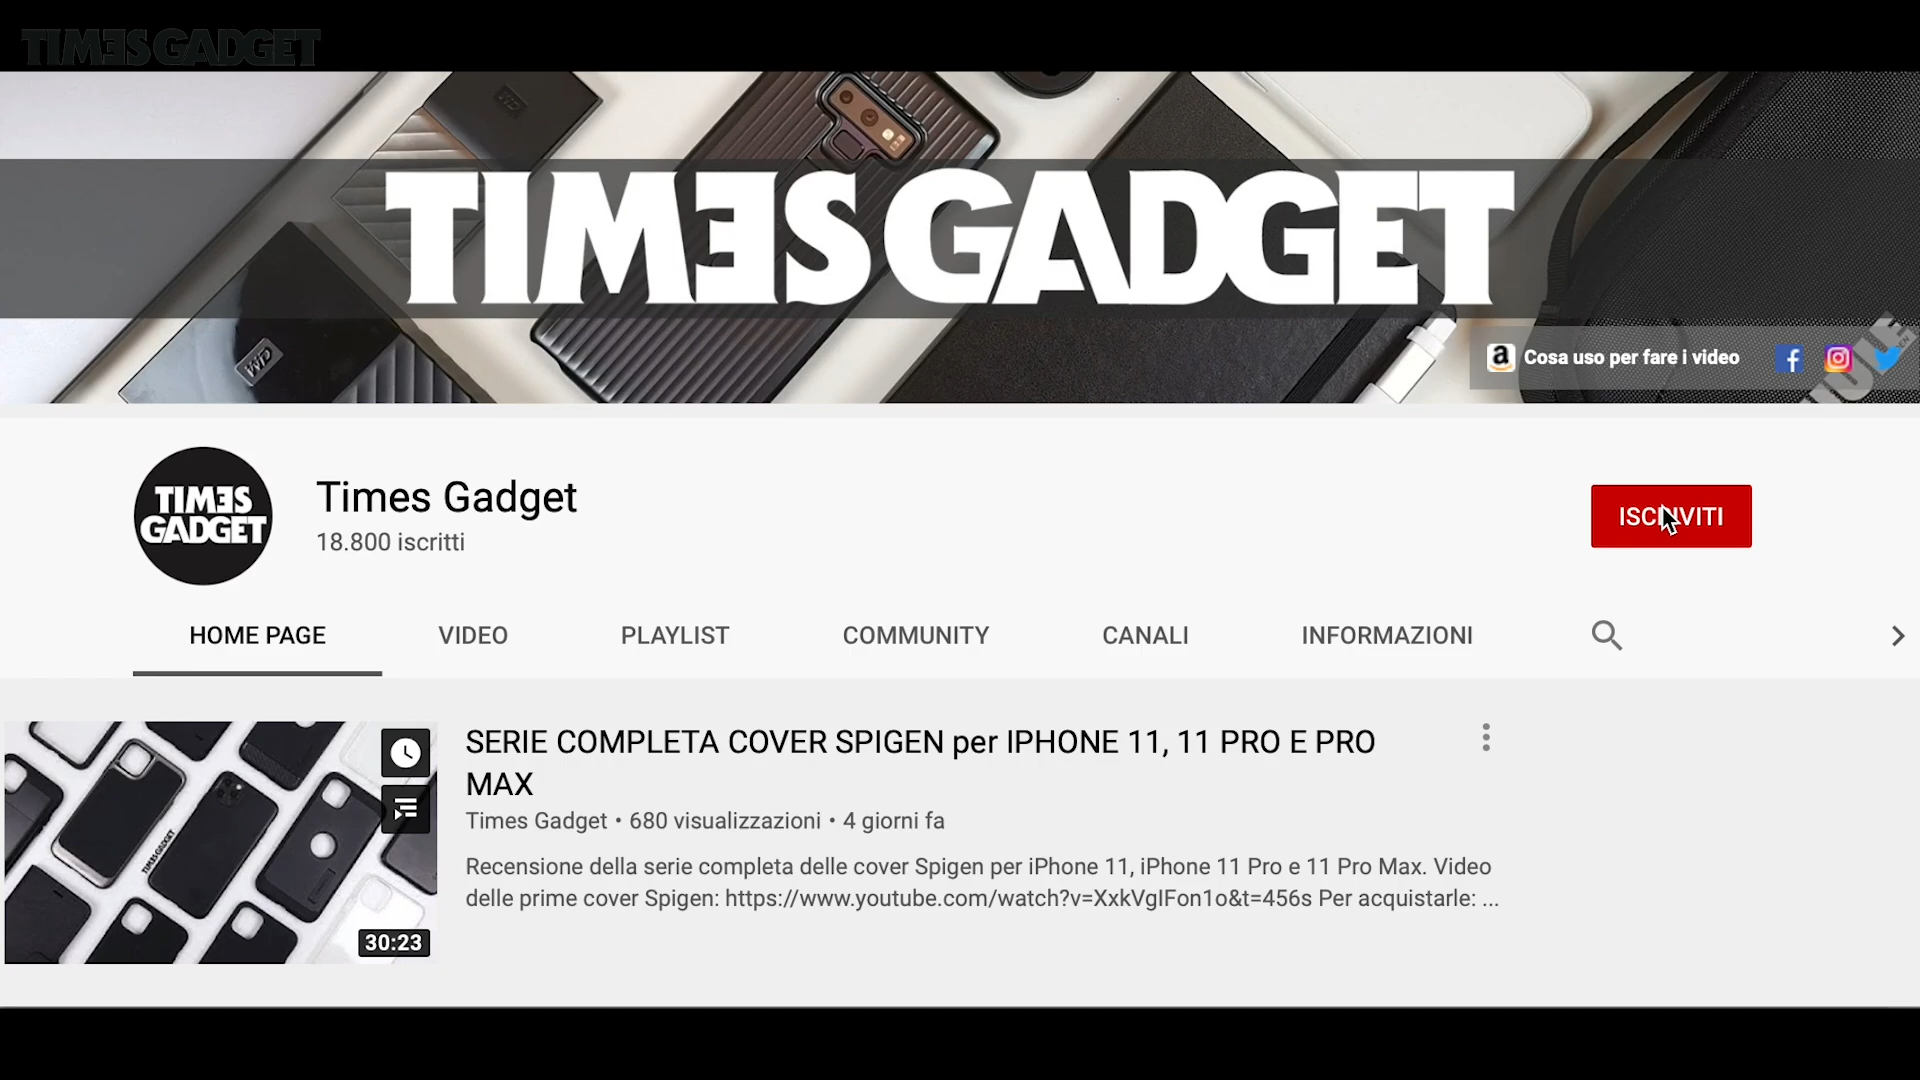 TIMES GADGET
TIMES GADGET
Cosa uso per fare i video
TIMES
GADGET
Times Gadget
18.800 iscritti
ISCRIVITI
HOME PAGE
VIDEO
PLAYLIST
COMMUNITY
CANALI
INFORMAZIONI
SERIE COMPLETA COVER SPIGEN per IPHONE 11, 11 PRO E PRO
MAX
Times Gadget • 680 visualizzazioni • 4 giorni fa
Recensione della serie completa delle cover Spigen per iPhone 11, iPhone 11 Pro e 11 Pro Max. Video
delle prime cover Spigen: https://www.youtube.com/watch?v=XxkVgIFon1o&t=456s Per acquistarle: ...
TIMES GADGET
30:23